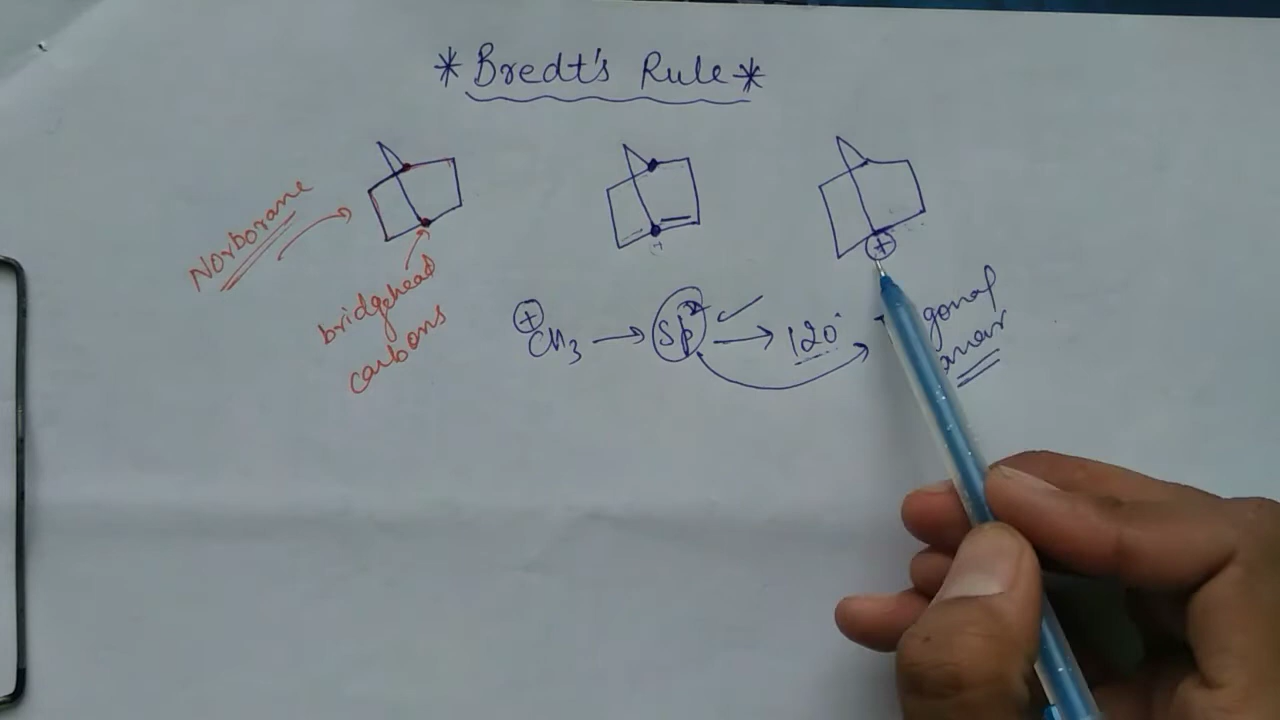 *Bredt's Rule*
Norborane
bridgehead
carbons
⊕
⊕
CH3 → sp2 → 120°